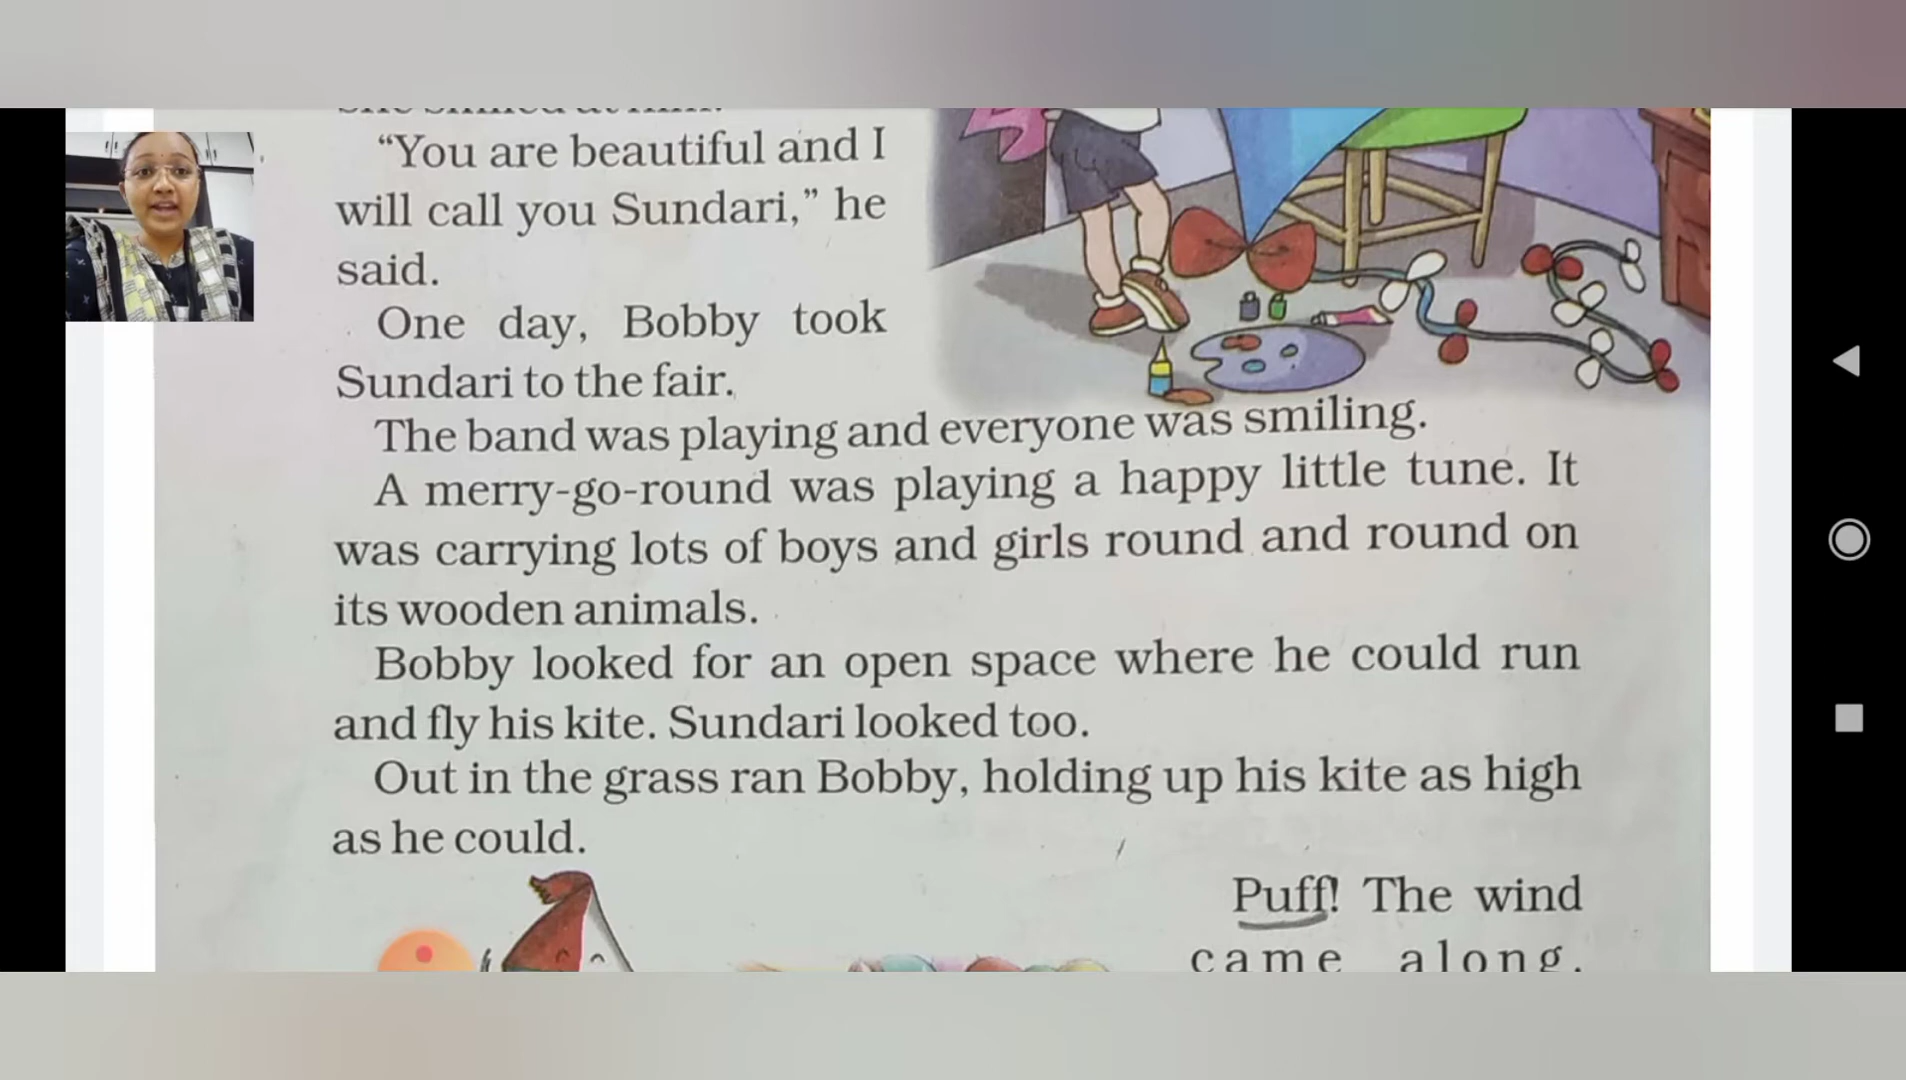 “You are beautiful and I
will call you Sundari,” he
said.
One day, Bobby took
Sundari to the fair.
The band was playing and everyone was smiling.
A merry-go-round was playing a happy little tune. It
was carrying lots of boys and girls round and round on
its wooden animals.
Bobby looked for an open space where he could run
and fly his kite. Sundari looked too.
Out in the grass ran Bobby, holding up his kite as high
as he could.
Puff! The wind
came along.